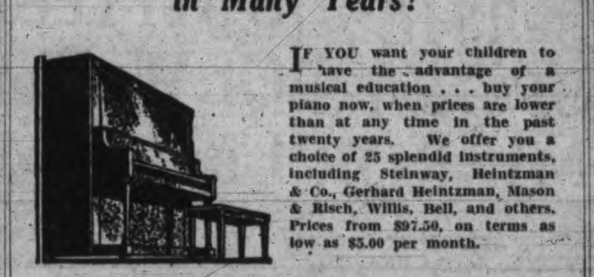 in Many Years!
IF YOU want your children to
have the advantage of a
musical education . . . buy your
piano now, when prices are lower
than at any time in the past
twenty years. We offer you a
choice of 25 splendid instruments,
including Steinway, Heintzman
& Co., Gerhard Heintzman, Mason
& Risch, Willis, Bell, and others.
Prices from $97.50, on terms as
low as $5.00 per month.